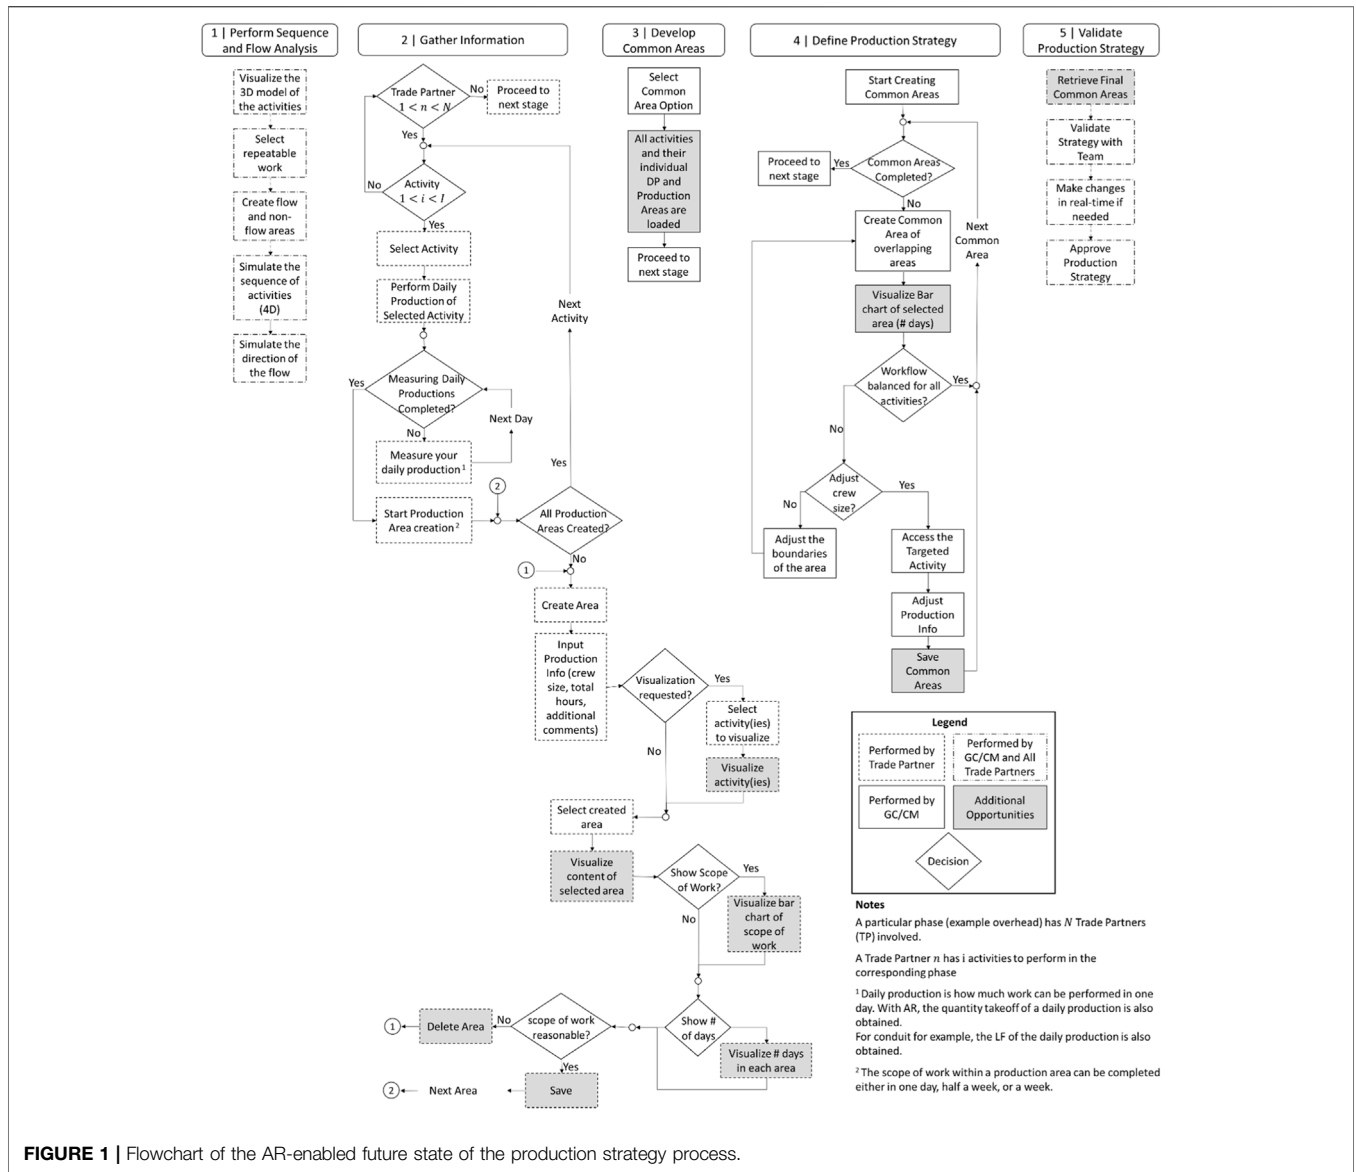 1 | Perform Sequence
and Flow Analysis
Visualize the
3D model of
the activities
Select
repeatable
work
Create flow
and non-
flow areas
Simulate the
sequence of
activities
(4D)
Simulate the
direction of
the flow
2 | Gather Information
Trade Partner
1 < n < N
No
Proceed to
next stage
Yes
Activity
1 < i < I
No
Yes
Select Activity
Perform Daily
Production of
Selected Activity
Measuring Daily
Productions
Completed?
Yes
No
Next Day
Measure your
daily production¹
Start Production
Area creation²
2
All Production
Areas Created?
Yes
Next
Activity
No
1
Create Area
Input
Production
Info (crew
size, total
hours,
additional
comments)
Visualization
requested?
Yes
Select
activity(ies)
to visualize
Visualize
activity(ies)
No
Select created
area
Visualize
content of
selected area
Show Scope
of Work?
Yes
Visualize bar
chart of
scope of
work
No
Show #
of days
Visualize # days
in each area
scope of work
reasonable?
No
Delete Area
1
Yes
Save
Next Area
2
3 | Develop
Common Areas
Select
Common
Area Option
All activities
and their
individual
DP and
Production
Areas are
loaded
Proceed to
next stage
4 | Define Production Strategy
Start Creating
Common Areas
Common Areas
Completed?
Yes
Proceed to
next stage
No
Create Common
Area of
overlapping
areas
Next
Common
Area
Visualize Bar
chart of selected
area (# days)
Workflow
balanced for all
activities?
Yes
No
Adjust
crew
size?
No
Yes
Adjust the
boundaries
of the area
Access the
Targeted
Activity
Adjust
Production
Info
Save
Common
Areas
5 | Validate
Production Strategy
Retrieve Final
Common Areas
Validate
Strategy with
Team
Make changes
in real-time if
needed
Approve
Production
Strategy
Legend
Performed by
Trade Partner
Performed by
GC/CM and All
Trade Partners
Performed by
GC/CM
Additional
Opportunities
Decision
Notes
A particular phase (example overhead) has N Trade Partners
(TP) involved.
A Trade Partner n has i activities to perform in the
corresponding phase
¹ Daily production is how much work can be performed in one
day. With AR, the quantity takeoff of a daily production is also
obtained.
For conduit for example, the LF of the daily production is also
obtained.
² The scope of work within a production area can be completed
either in one day, half a week, or a week.
FIGURE 1 | Flowchart of the AR-enabled future state of the production strategy process.